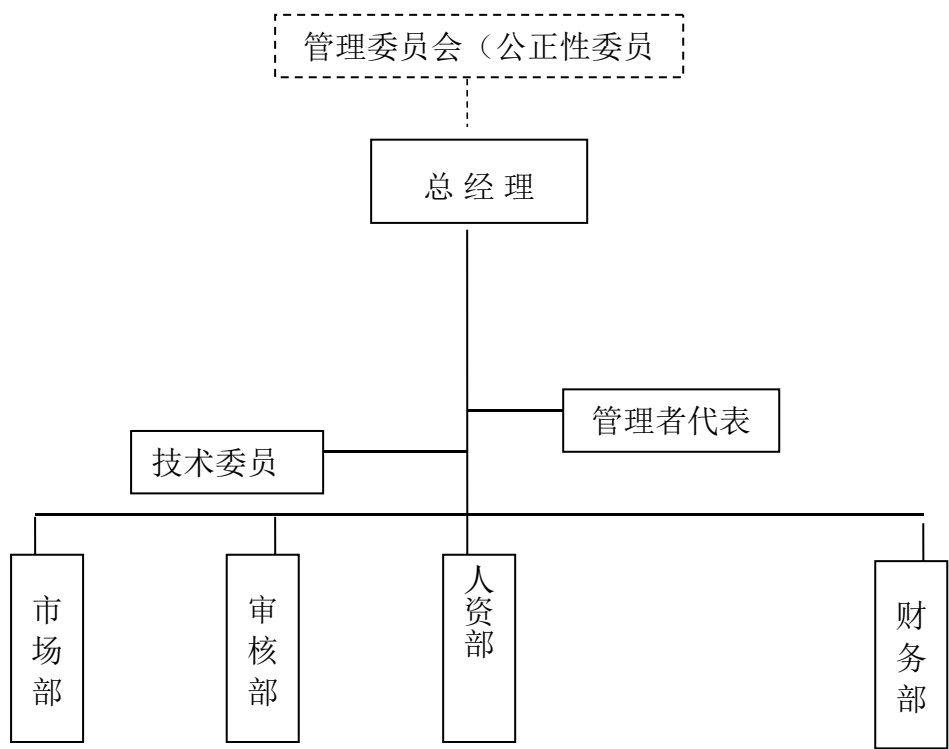 管理委员会（公正性委员
总 经 理
管理者代表
技术委员
市场部
审核部
人资部
财务部